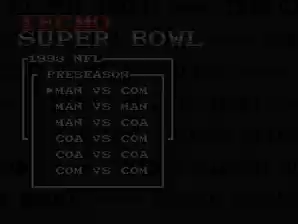 TECMO
SUPER BOWL
1993 NFL
PRESEASON
MAN VS COM
MAN VS MAN
MAN VS COA
COA VS COM
COA VS COA
COM VS COM